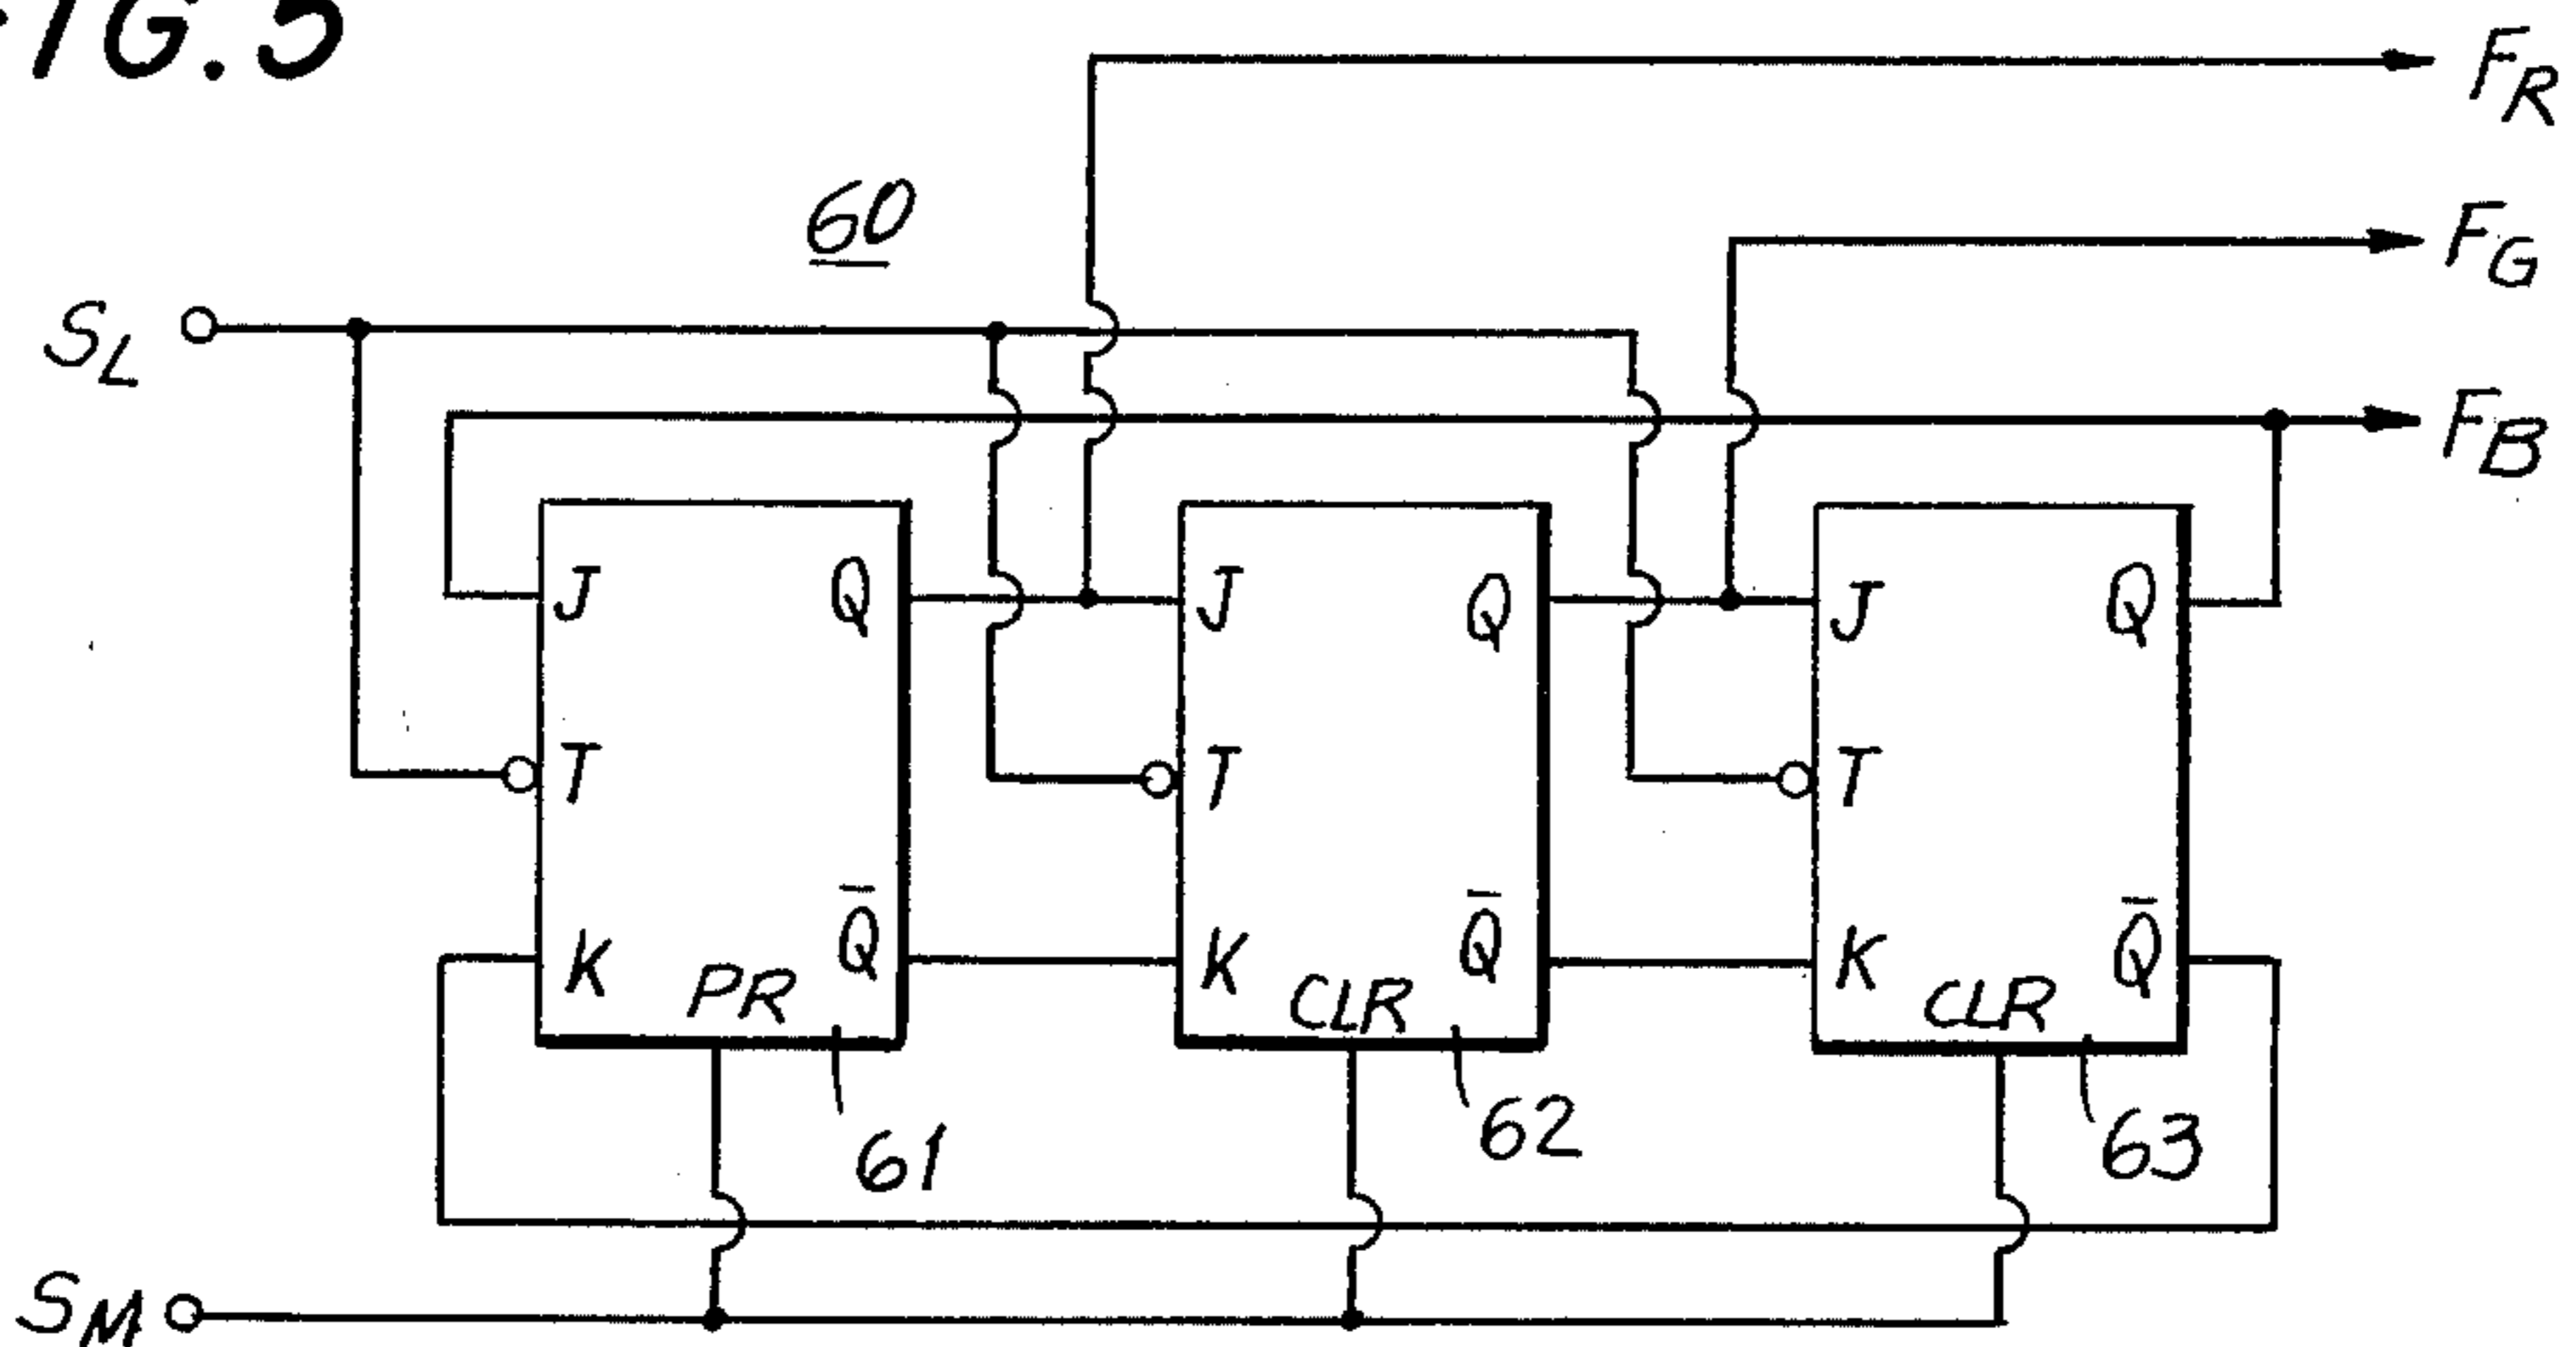 FIG. 5
F_R
60
F_G
S_L
F_B
J Q J Q J Q
T T T
K PR Q̄ K CLR Q̄ K CLR Q̄
61 62 63
S_M